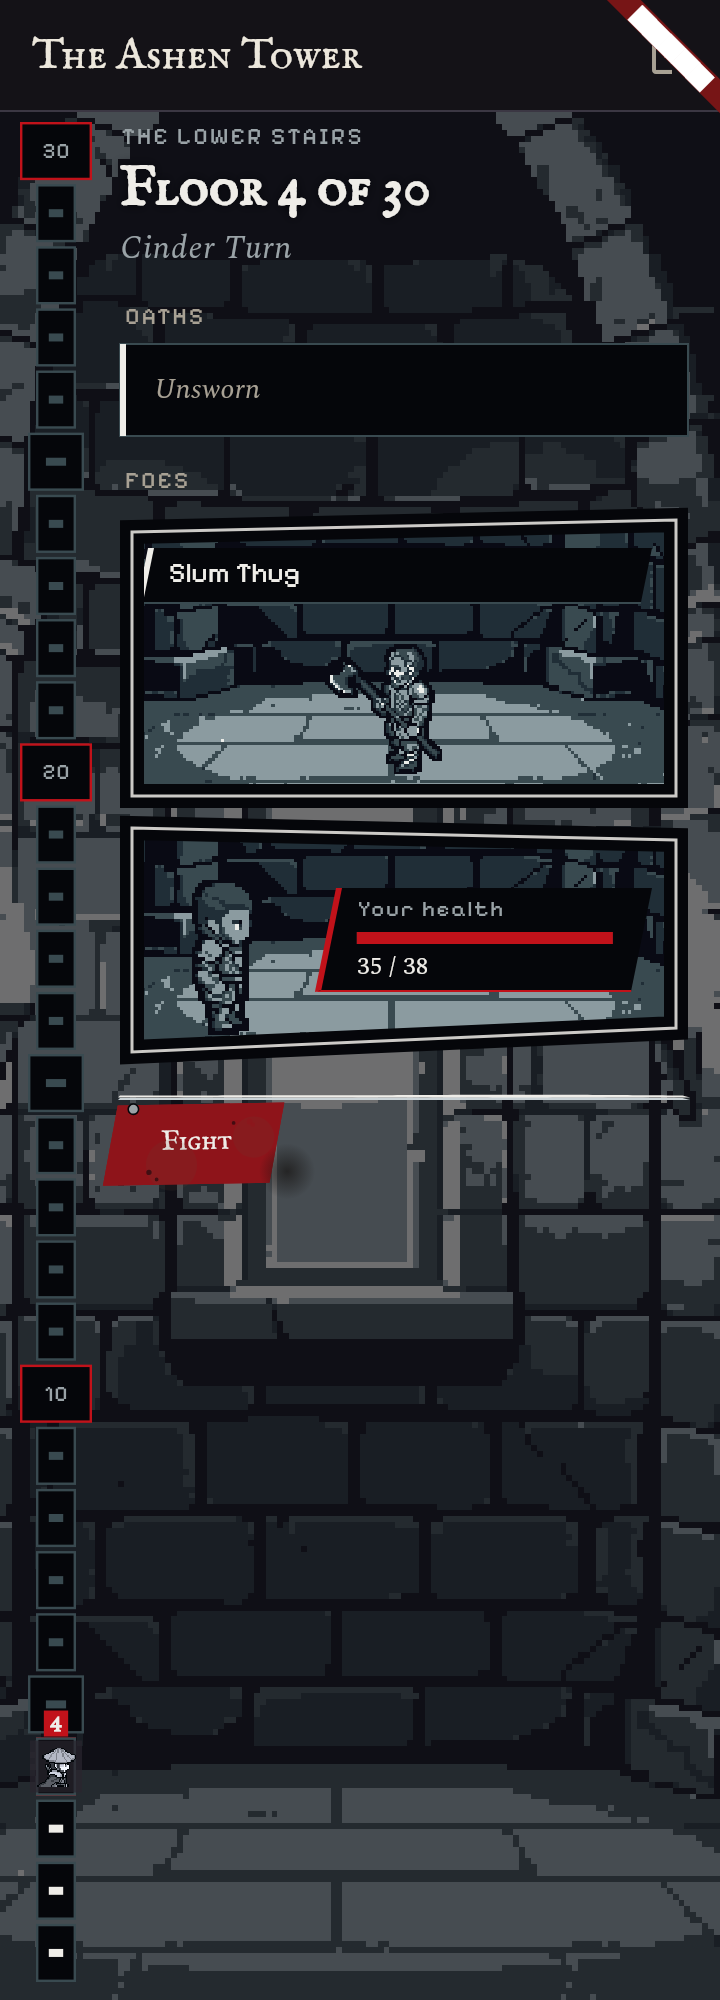 The Ashen Tower
30
THE LOWER STAIRS
Floor 4 of 30
Cinder Turn
OATHS
Unsworn
FOES
Slum Thug
20
Your health
35 / 38
Fight
10
4